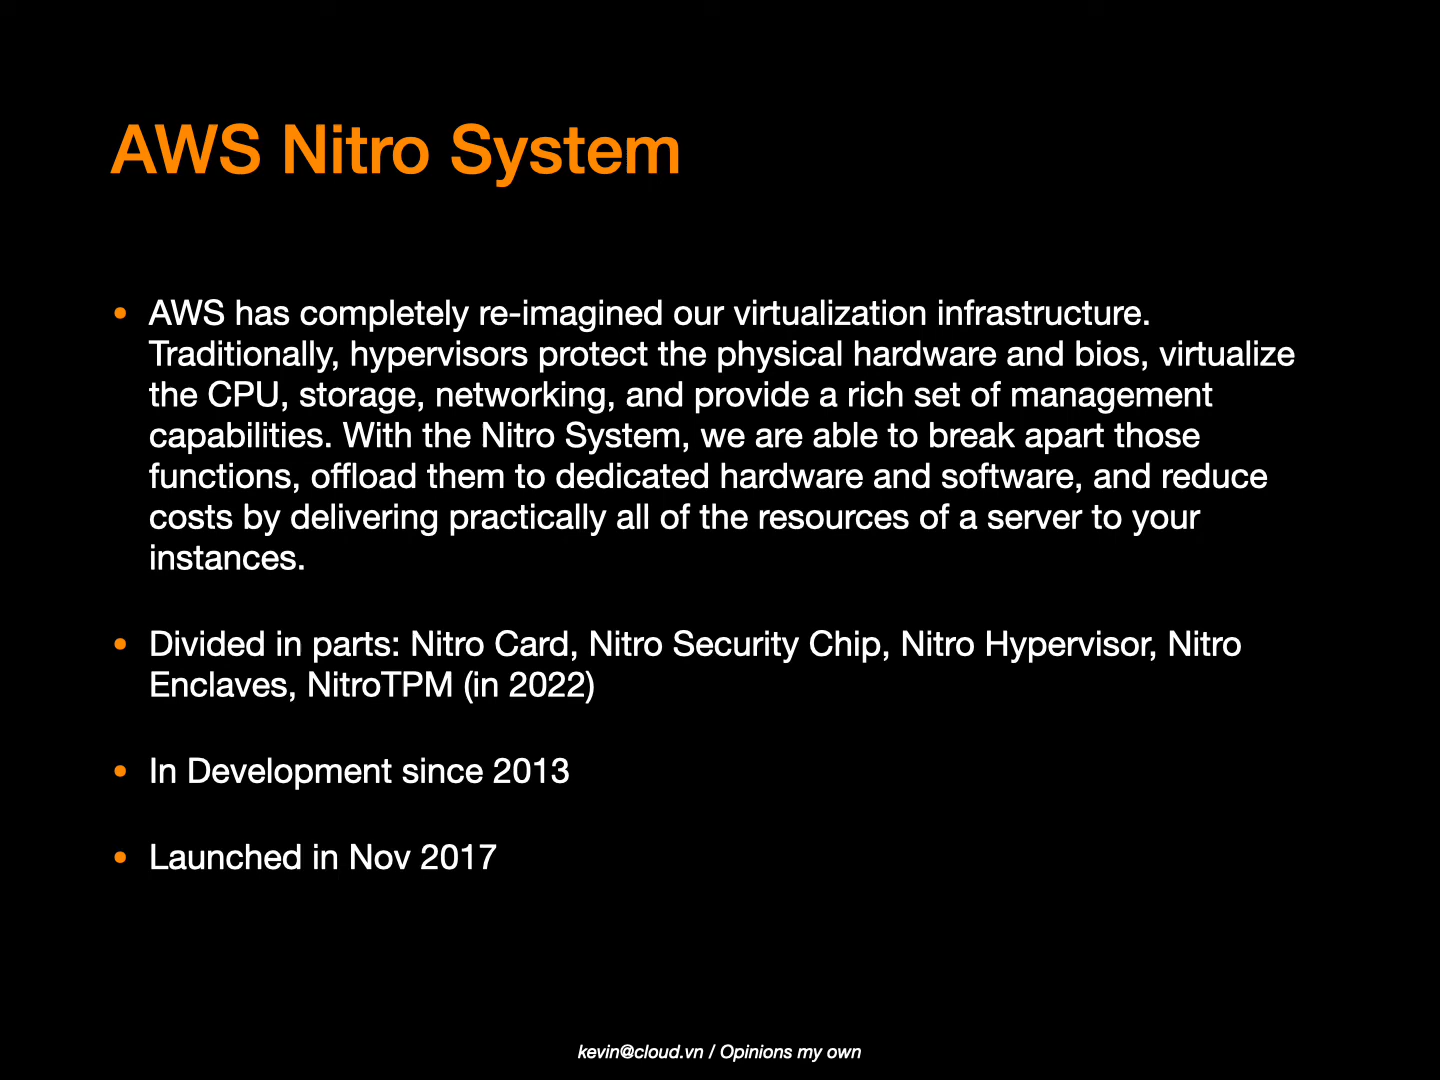 AWS Nitro System
• AWS has completely re-imagined our virtualization infrastructure.
Traditionally, hypervisors protect the physical hardware and bios, virtualize
the CPU, storage, networking, and provide a rich set of management
capabilities. With the Nitro System, we are able to break apart those
functions, offload them to dedicated hardware and software, and reduce
costs by delivering practically all of the resources of a server to your
instances.
• Divided in parts: Nitro Card, Nitro Security Chip, Nitro Hypervisor, Nitro
Enclaves, NitroTPM (in 2022)
• In Development since 2013
• Launched in Nov 2017
kevin@cloud.vn / Opinions my own